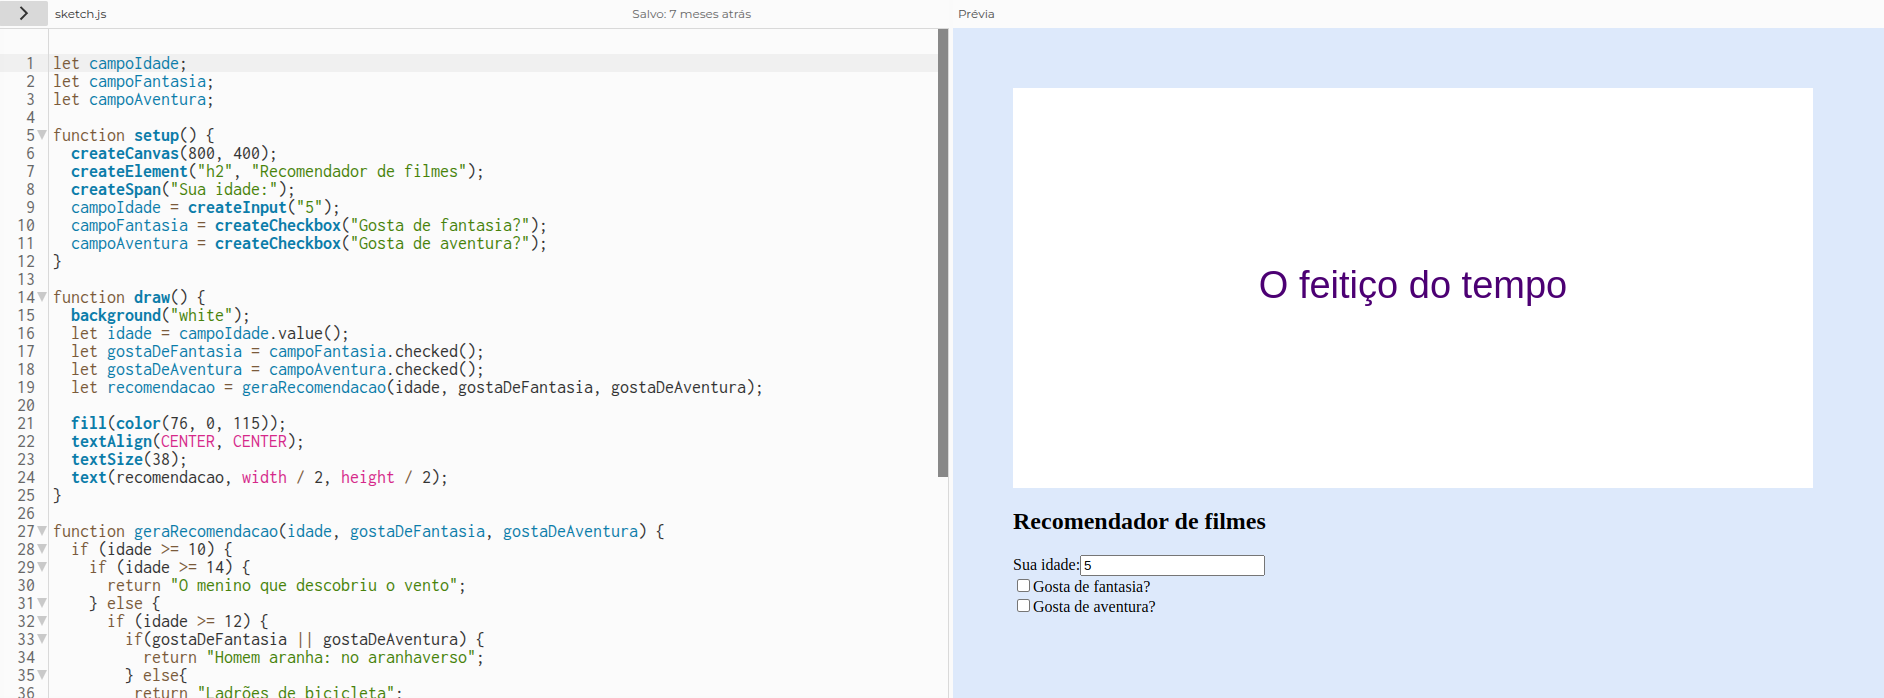 sketch.js
Salvo: 7 meses atrás
Prévia
1 let campoIdade;
2 let campoFantasia;
3 let campoAventura;
4
5 function setup() {
6 createCanvas(800, 400);
7 createElement("h2", "Recomendador de filmes");
8 createSpan("Sua idade:");
9 campoIdade = createInput("5");
10 campoFantasia = createCheckbox("Gosta de fantasia?");
11 campoAventura = createCheckbox("Gosta de aventura?");
12 }
13
14 function draw() {
15 background("white");
16 let idade = campoIdade.value();
17 let gostaDeFantasia = campoFantasia.checked();
18 let gostaDeAventura = campoAventura.checked();
19 let recomendacao = geraRecomendacao(idade, gostaDeFantasia, gostaDeAventura);
20
21 fill(color(76, 0, 115));
22 textAlign(CENTER, CENTER);
23 textSize(38);
24 text(recomendacao, width / 2, height / 2);
25 }
26
27 function geraRecomendacao(idade, gostaDeFantasia, gostaDeAventura) {
28 if (idade >= 10) {
29 if (idade >= 14) {
30 return "O menino que descobriu o vento";
31 } else {
32 if (idade >= 12) {
33 if(gostaDeFantasia || gostaDeAventura) {
34 return "Homem aranha: no aranhaverso";
35 } else{
36 return "Ladrões de bicicleta";
O feitiço do tempo
Recomendador de filmes
Sua idade: 5
Gosta de fantasia?
Gosta de aventura?